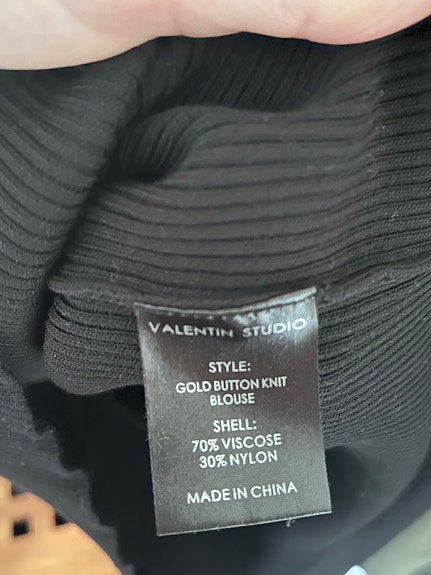 VALENTIN STUDIO
STYLE:
GOLD BUTTON KNIT
BLOUSE
SHELL:
70% VISCOSE
30% NYLON
MADE IN CHINA